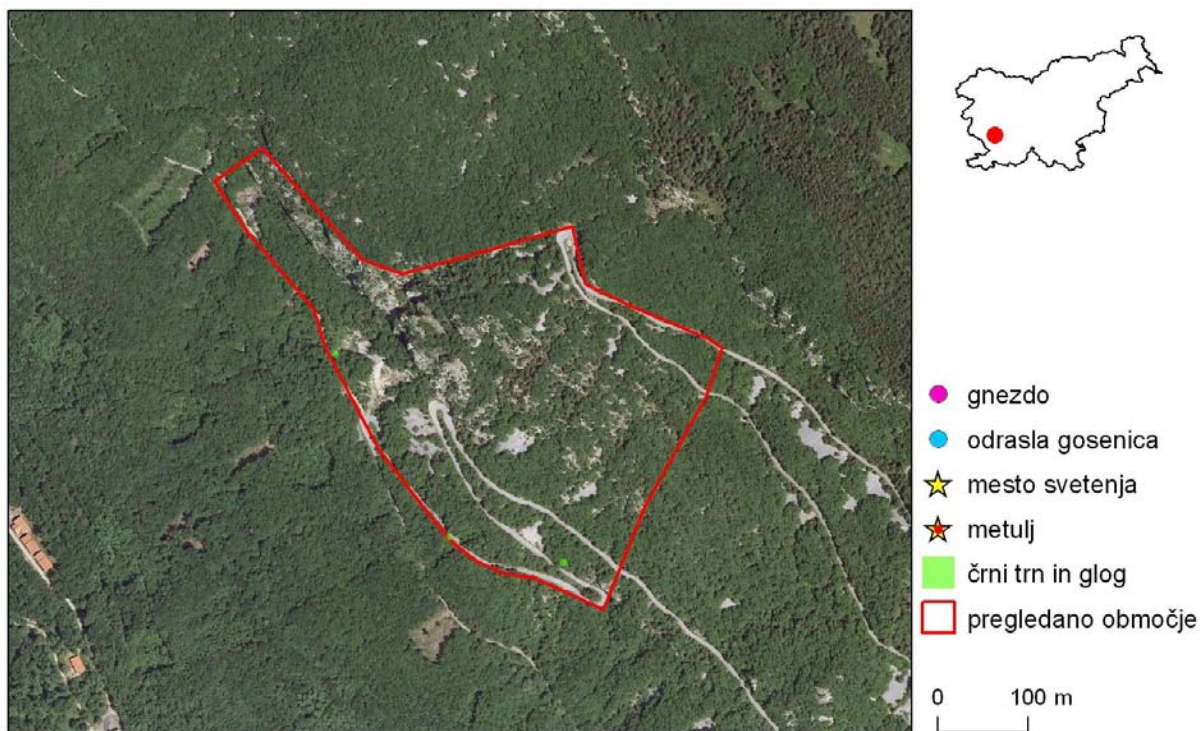 gnezdo
odrasla gosenica
mesto svetenja
metulj
črni trn in glog
pregledano območje
0 100 m